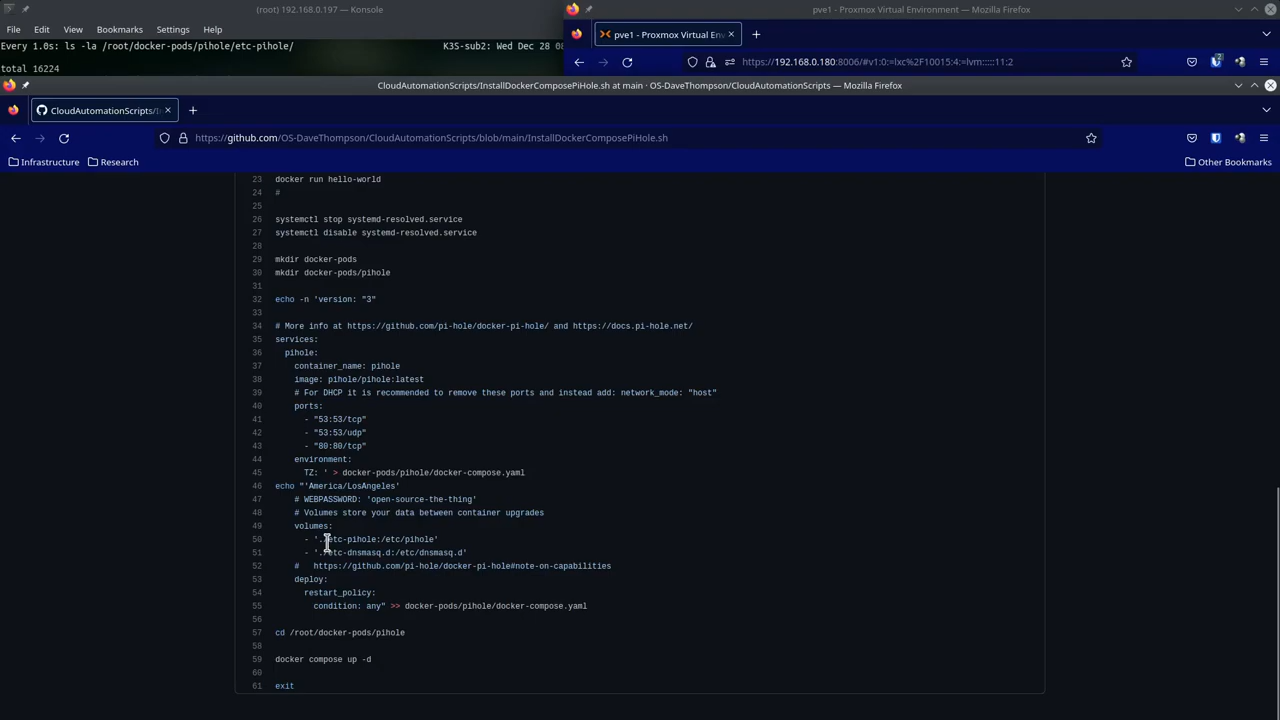 (root) 192.168.0.197 — Konsole
pve1 - Proxmox Virtual Environment — Mozilla Firefox
File Edit View Bookmarks Settings Help
pve1 - Proxmox Virtual Env
Every 1.0s: ls -la /root/docker-pods/pihole/etc-pihole/ K3S-sub2: Wed Dec 28
https://192.168.0.180:8006/#v1:0:=lxc%2F10015:4:=lvm:::::11:2
total 16224
CloudAutomationScripts/InstallDockerComposePiHole.sh at main · OS-DaveThompson/CloudAutomationScripts — Mozilla Firefox
CloudAutomationScripts/
https://github.com/OS-DaveThompson/CloudAutomationScripts/blob/main/InstallDockerComposePiHole.sh
Infrastructure Research Other Bookmarks
23 docker run hello-world
24 #
25
26 systemctl stop systemd-resolved.service
27 systemctl disable systemd-resolved.service
28
29 mkdir docker-pods
30 mkdir docker-pods/pihole
31
32 echo -n 'version: "3"
33
34 # More info at https://github.com/pi-hole/docker-pi-hole/ and https://docs.pi-hole.net/
35 services:
36 pihole:
37 container_name: pihole
38 image: pihole/pihole:latest
39 # For DHCP it is recommended to remove these ports and instead add: network_mode: "host"
40 ports:
41 - "53:53/tcp"
42 - "53:53/udp"
43 - "80:80/tcp"
44 environment:
45 TZ: ' > docker-pods/pihole/docker-compose.yaml
46 echo "'America/LosAngeles'
47 # WEBPASSWORD: 'open-source-the-thing'
48 # Volumes store your data between container upgrades
49 volumes:
50 - './etc-pihole:/etc/pihole'
51 - './etc-dnsmasq.d:/etc/dnsmasq.d'
52 # https://github.com/pi-hole/docker-pi-hole#note-on-capabilities
53 deploy:
54 restart_policy:
55 condition: any" >> docker-pods/pihole/docker-compose.yaml
56
57 cd /root/docker-pods/pihole
58
59 docker compose up -d
60
61 exit